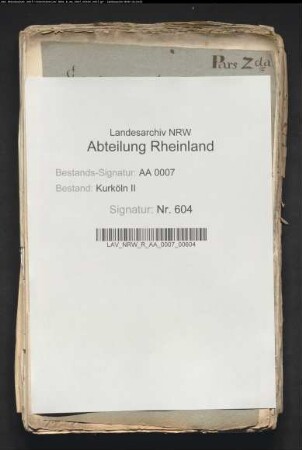 Pars 2da
Landesarchiv NRW
Abteilung Rheinland
Bestands-Signatur: AA 0007
Bestand: Kurköln II
Signatur: Nr. 604
LAV_NRW_R_AA_0007_00604